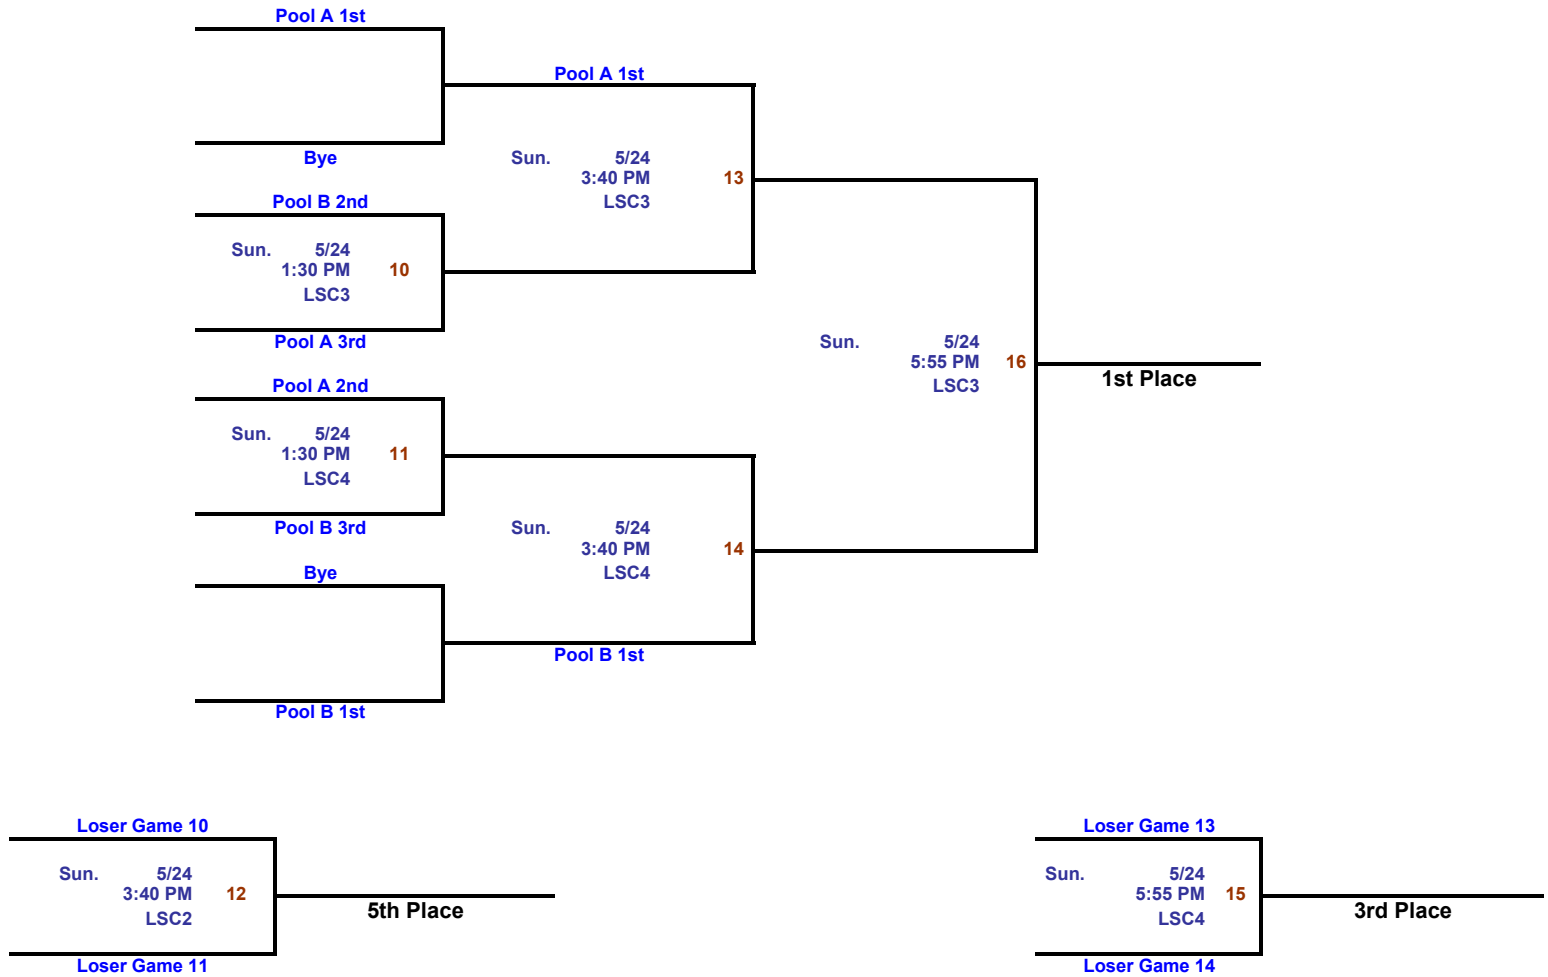 Pool A 1st
Pool A 1st
Bye
Sun. 5/24
3:40 PM 13
LSC3
Pool B 2nd
Sun. 5/24
1:30 PM 10
LSC3
Pool A 3rd
Sun. 5/24
5:55 PM 16
LSC3
1st Place
Pool A 2nd
Sun. 5/24
1:30 PM 11
LSC4
Pool B 3rd
Sun. 5/24
3:40 PM 14
LSC4
Bye
Pool B 1st
Pool B 1st
Loser Game 10
Sun. 5/24
3:40 PM 12
LSC2
5th Place
Loser Game 11
Loser Game 13
Sun. 5/24
5:55 PM 15
LSC4
3rd Place
Loser Game 14